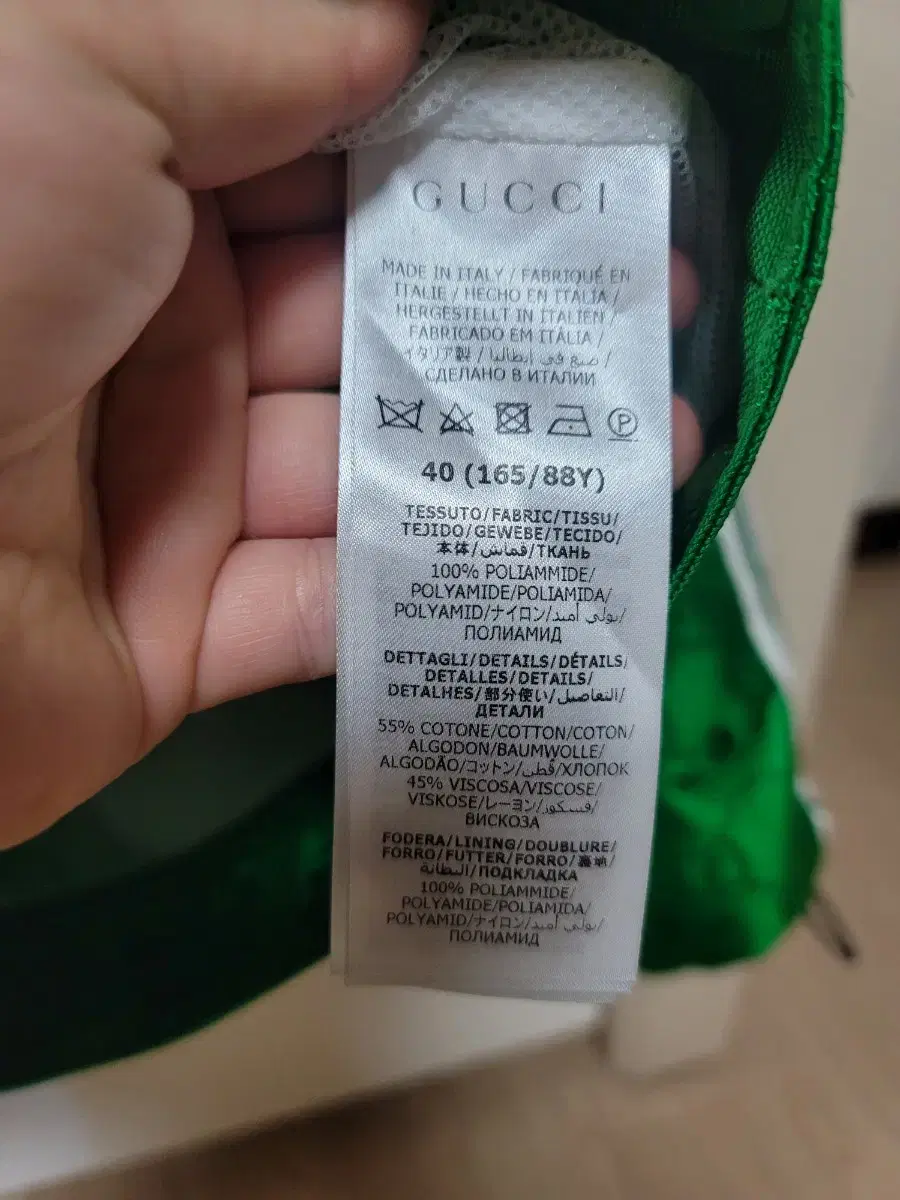 GUCCI
MADE IN ITALY / FABRIQUÉ EN
ITALIE / HECHO EN ITALIA /
HERGESTELLT IN ITALIEN /
FABRICADO EM ITÁLIA /
イタリア製 / صنع في إيطاليا /
СДЕЛАНО В ИТАЛИИ
P
40 (165/88Y)
TESSUTO/FABRIC/TISSU/
TEJIDO/GEWEBE/TECIDO/
本体/قماش/ТКАНЬ
100% POLIAMMIDE/
POLYAMIDE/POLIAMIDA/
POLYAMID/ナイロン/بولي أميد/
ПОЛИАМИД
DETTAGLI/DETAILS/DÉTAILS/
DETALLES/DETAILS/
DETALHES/部分使い/التفاصيل/
ДЕТАЛИ
55% COTONE/COTTON/COTON/
ALGODON/BAUMWOLLE/
ALGODÃO/コットン/قطن/ХЛОПОК
45% VISCOSA/VISCOSE/
VISKOSE/レーヨン/فسكوز/
ВИСКОЗА
FODERA/LINING/DOUBLURE/
FORRO/FUTTER/FORRO/裏地/
البطانة/ПОДКЛАДКА
100% POLIAMMIDE/
POLYAMIDE/POLIAMIDA/
POLYAMID/ナイロン/بولي أميد/
ПОЛИАМИД